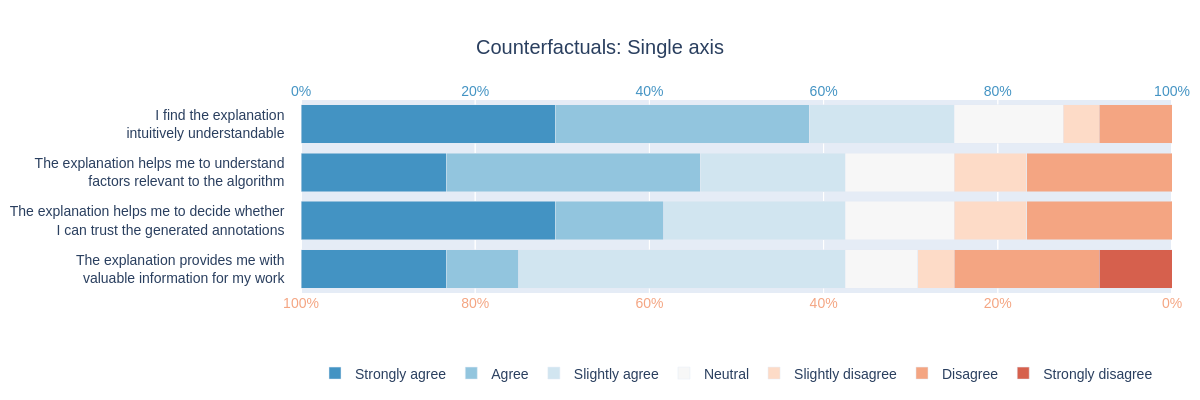 Counterfactuals: Single axis
0% 20% 40% 60% 80% 100%
I find the explanation
intuitively understandable
The explanation helps me to understand
factors relevant to the algorithm
The explanation helps me to decide whether
I can trust the generated annotations
The explanation provides me with
valuable information for my work
100% 80% 60% 40% 20% 0%
Strongly agree Agree Slightly agree Neutral Slightly disagree Disagree Strongly disagree